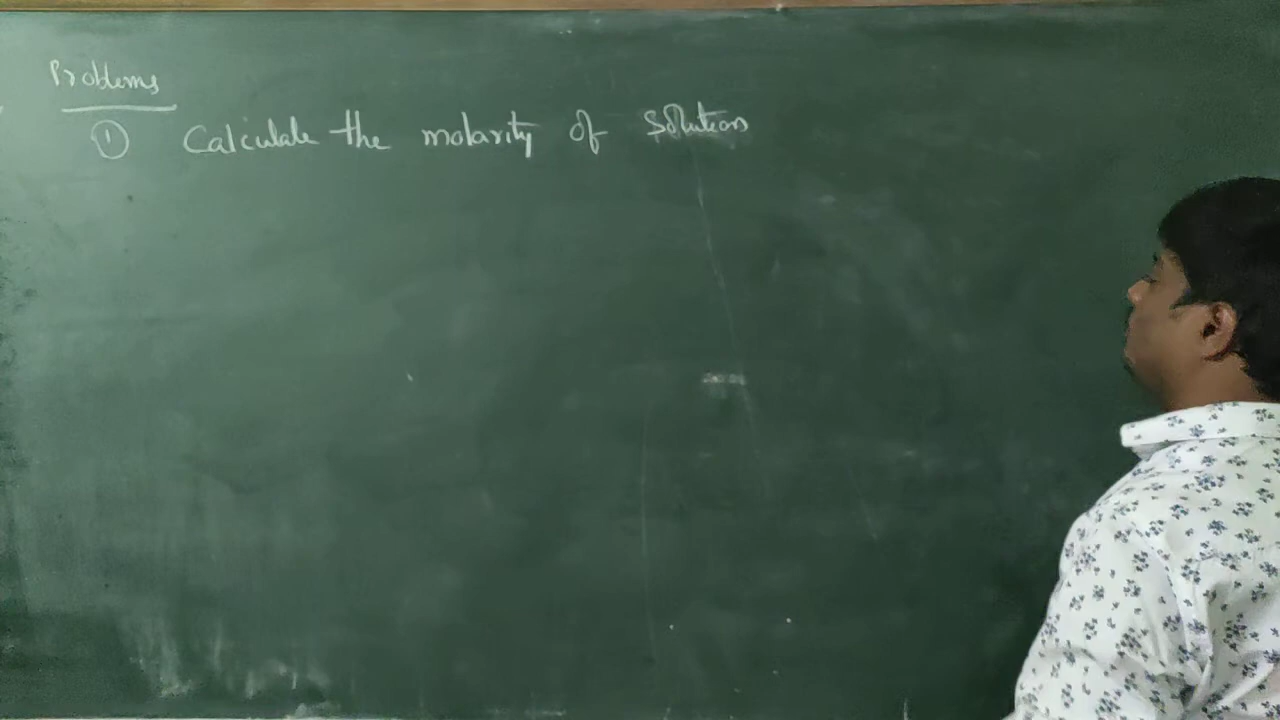 Problems
① Calculate the molarity of solution